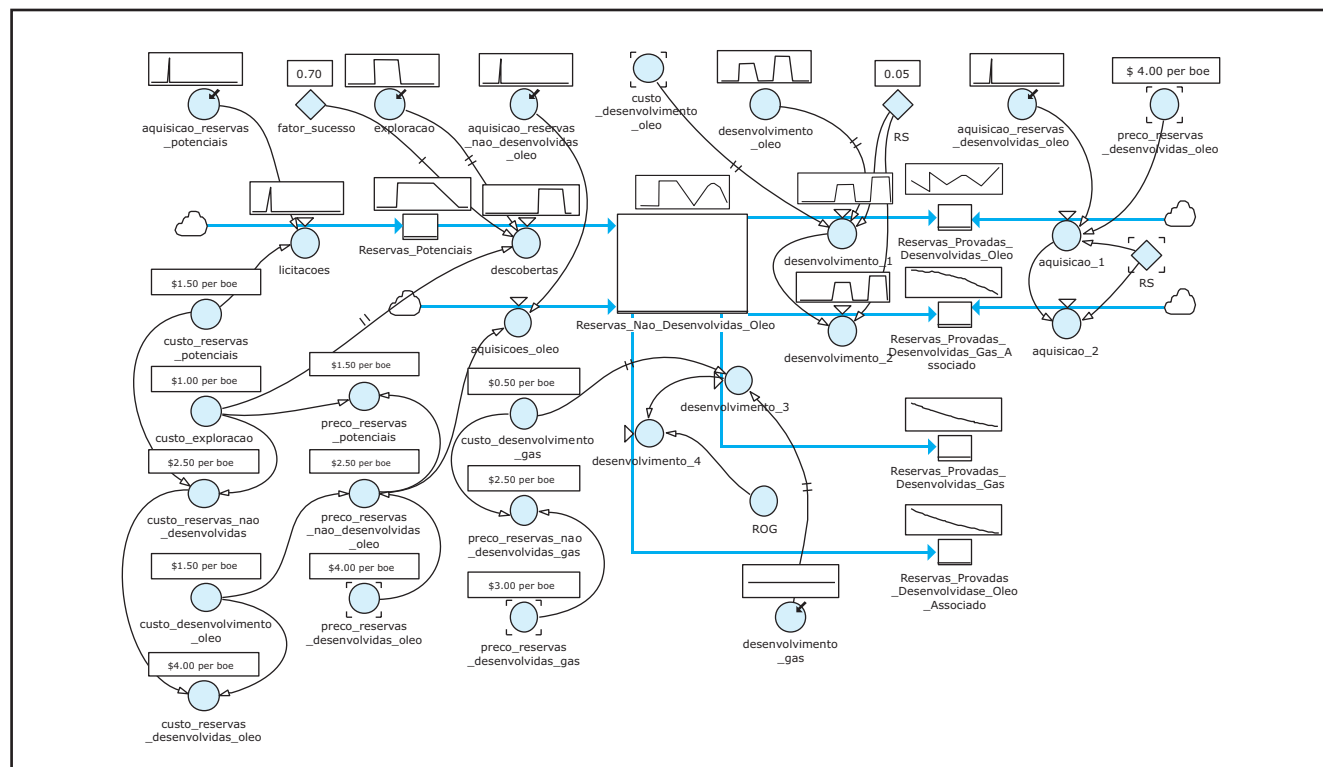 0.70
0.05
$ 4.00 per boe
aquisicao_reservas
_potenciais
fator_sucesso
exploracao
aquisicao_reservas
_nao_desenvolvidas
_oleo
custo
_desenvolvimento
_oleo
desenvolvimento
_oleo
RS
aquisicao_reservas
_desenvolvidas_oleo
preco_reservas
_desenvolvidas_oleo
licitacoes
Reservas_Potenciais
descobertas
desenvolvimento_1
Reservas_Provadas_
Desenvolvidas_Oleo
aquisicao_1
RS
$1.50 per boe
custo_reservas
_potenciais
aquisicoes_oleo
Reservas_Nao_Desenvolvidas_Oleo
desenvolvimento_2
Reservas_Provadas_
Desenvolvidas_Gas_A
ssociado
aquisicao_2
$1.00 per boe
custo_exploracao
$1.50 per boe
preco_reservas
_potenciais
$0.50 per boe
custo_desenvolvimento
_gas
desenvolvimento_3
desenvolvimento_4
Reservas_Provadas_
Desenvolvidas_Gas
$2.50 per boe
custo_reservas_nao
_desenvolvidas
$2.50 per boe
preco_reservas
_nao_desenvolvidas
_oleo
$2.50 per boe
preco_reservas_nao
_desenvolvidas_gas
ROG
$1.50 per boe
custo_desenvolvimento
_oleo
$4.00 per boe
preco_reservas
_desenvolvidas_oleo
$3.00 per boe
preco_reservas
_desenvolvidas_gas
desenvolvimento
_gas
Reservas_Provadas
_Desenvolvidase_Oleo
_Associado
$4.00 per boe
custo_reservas
_desenvolvidas_oleo